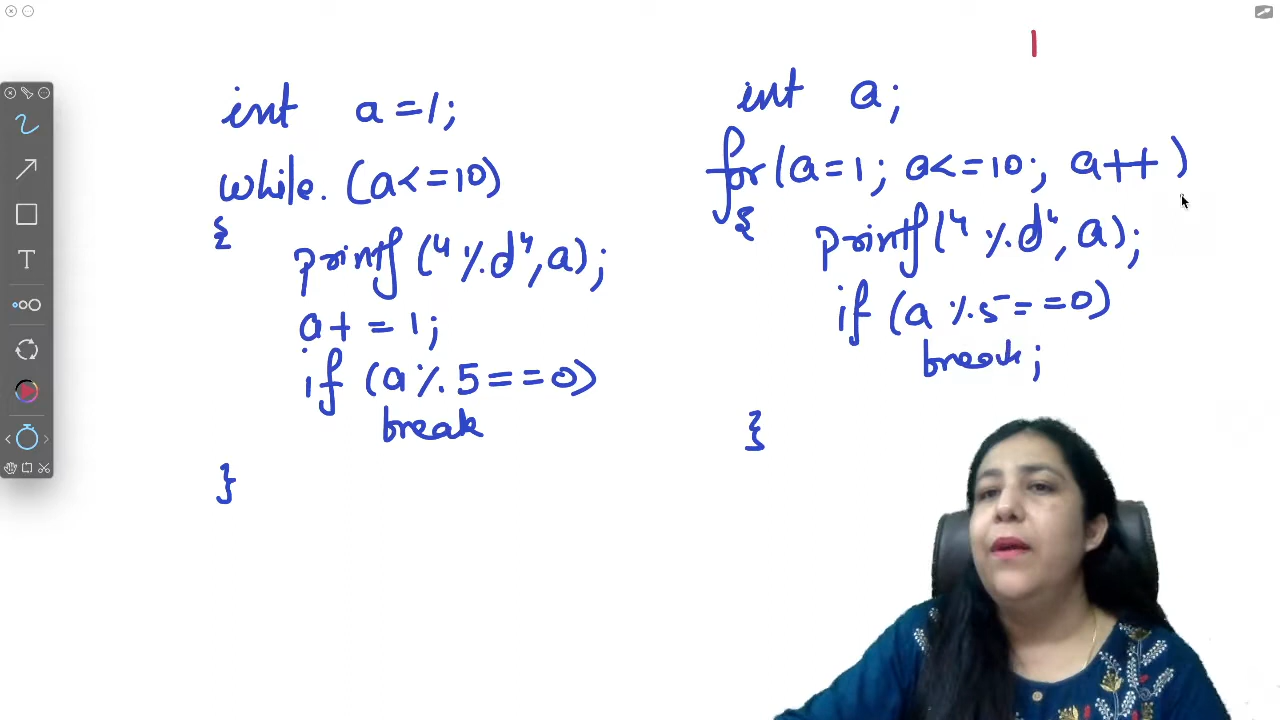 int a=1;
while. (a<=10)
{
printf ("%d", a);
a+ = 1;
if (a % 5 == 0)
break
}
1
int a;
for (a=1; a<=10; a++)
{
printf ("%d", a);
if (a % 5 == 0)
break;
}
T